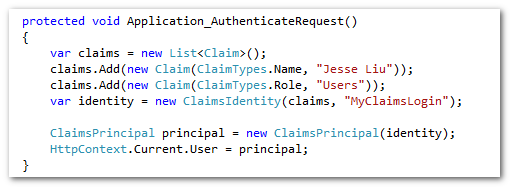 protected void Application_AuthenticateRequest()
{
    var claims = new List<Claim>();
    claims.Add(new Claim(ClaimTypes.Name, "Jesse Liu"));
    claims.Add(new Claim(ClaimTypes.Role, "Users"));
    var identity = new ClaimsIdentity(claims, "MyClaimsLogin");

    ClaimsPrincipal principal = new ClaimsPrincipal(identity);
    HttpContext.Current.User = principal;
}